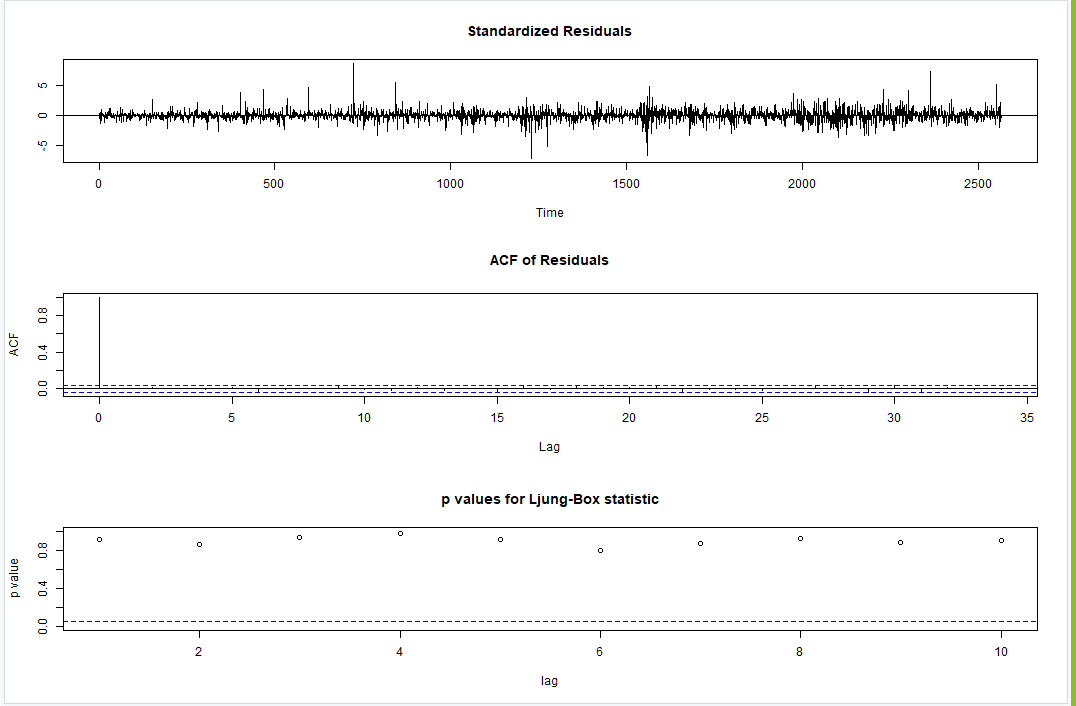 Standardized Residuals
5
0
-5
0 500 1000 1500 2000 2500
Time
ACF of Residuals
0.8
0.4
0.0
ACF
0 5 10 15 20 25 30 35
Lag
p values for Ljung-Box statistic
0.8
0.4
0.0
p value
2 4 6 8 10
lag